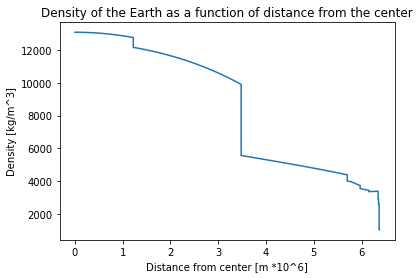 Density of the Earth as a function of distance from the center
12000
10000
8000
6000
4000
2000
Density [kg/m^3]
0 1 2 3 4 5 6
Distance from center [m *10^6]